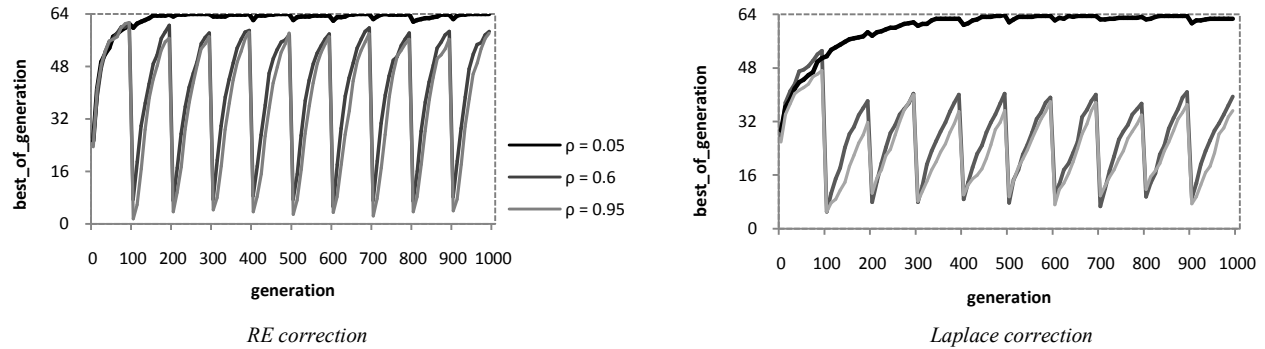 64
48
32
16
0
best_of_generation
0 100 200 300 400 500 600 700 800 900 1000
generation
ρ = 0.05
ρ = 0.6
ρ = 0.95
RE correction
64
48
32
16
0
best_of_generation
0 100 200 300 400 500 600 700 800 900 1000
generation
Laplace correction